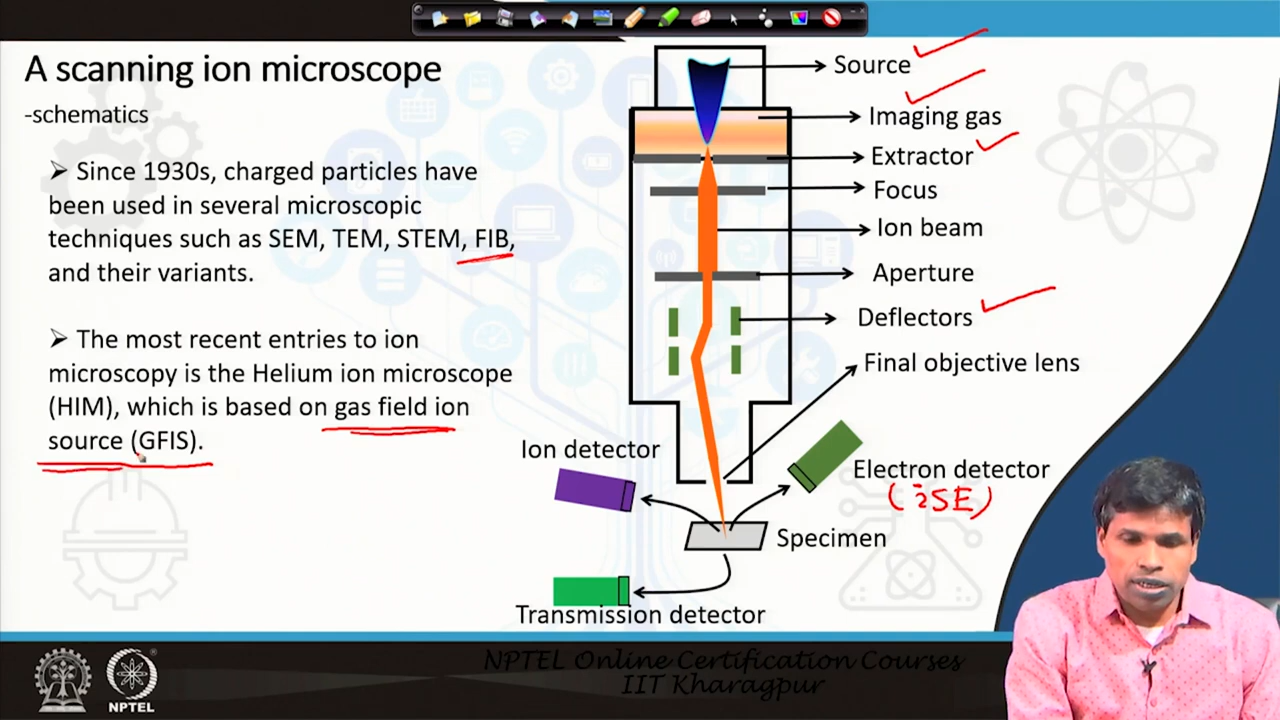 A scanning ion microscope
-schematics
➢ Since 1930s, charged particles have
been used in several microscopic
techniques such as SEM, TEM, STEM, FIB,
and their variants.
➢ The most recent entries to ion
microscopy is the Helium ion microscope
(HIM), which is based on gas field ion
source (GFIS).
Source
Imaging gas
Extractor
Focus
Ion beam
Aperture
Deflectors
Final objective lens
Ion detector
Electron detector
(iSE)
Specimen
Transmission detector
NPTEL Online Certification Courses
IIT Kharagpur
NPTEL